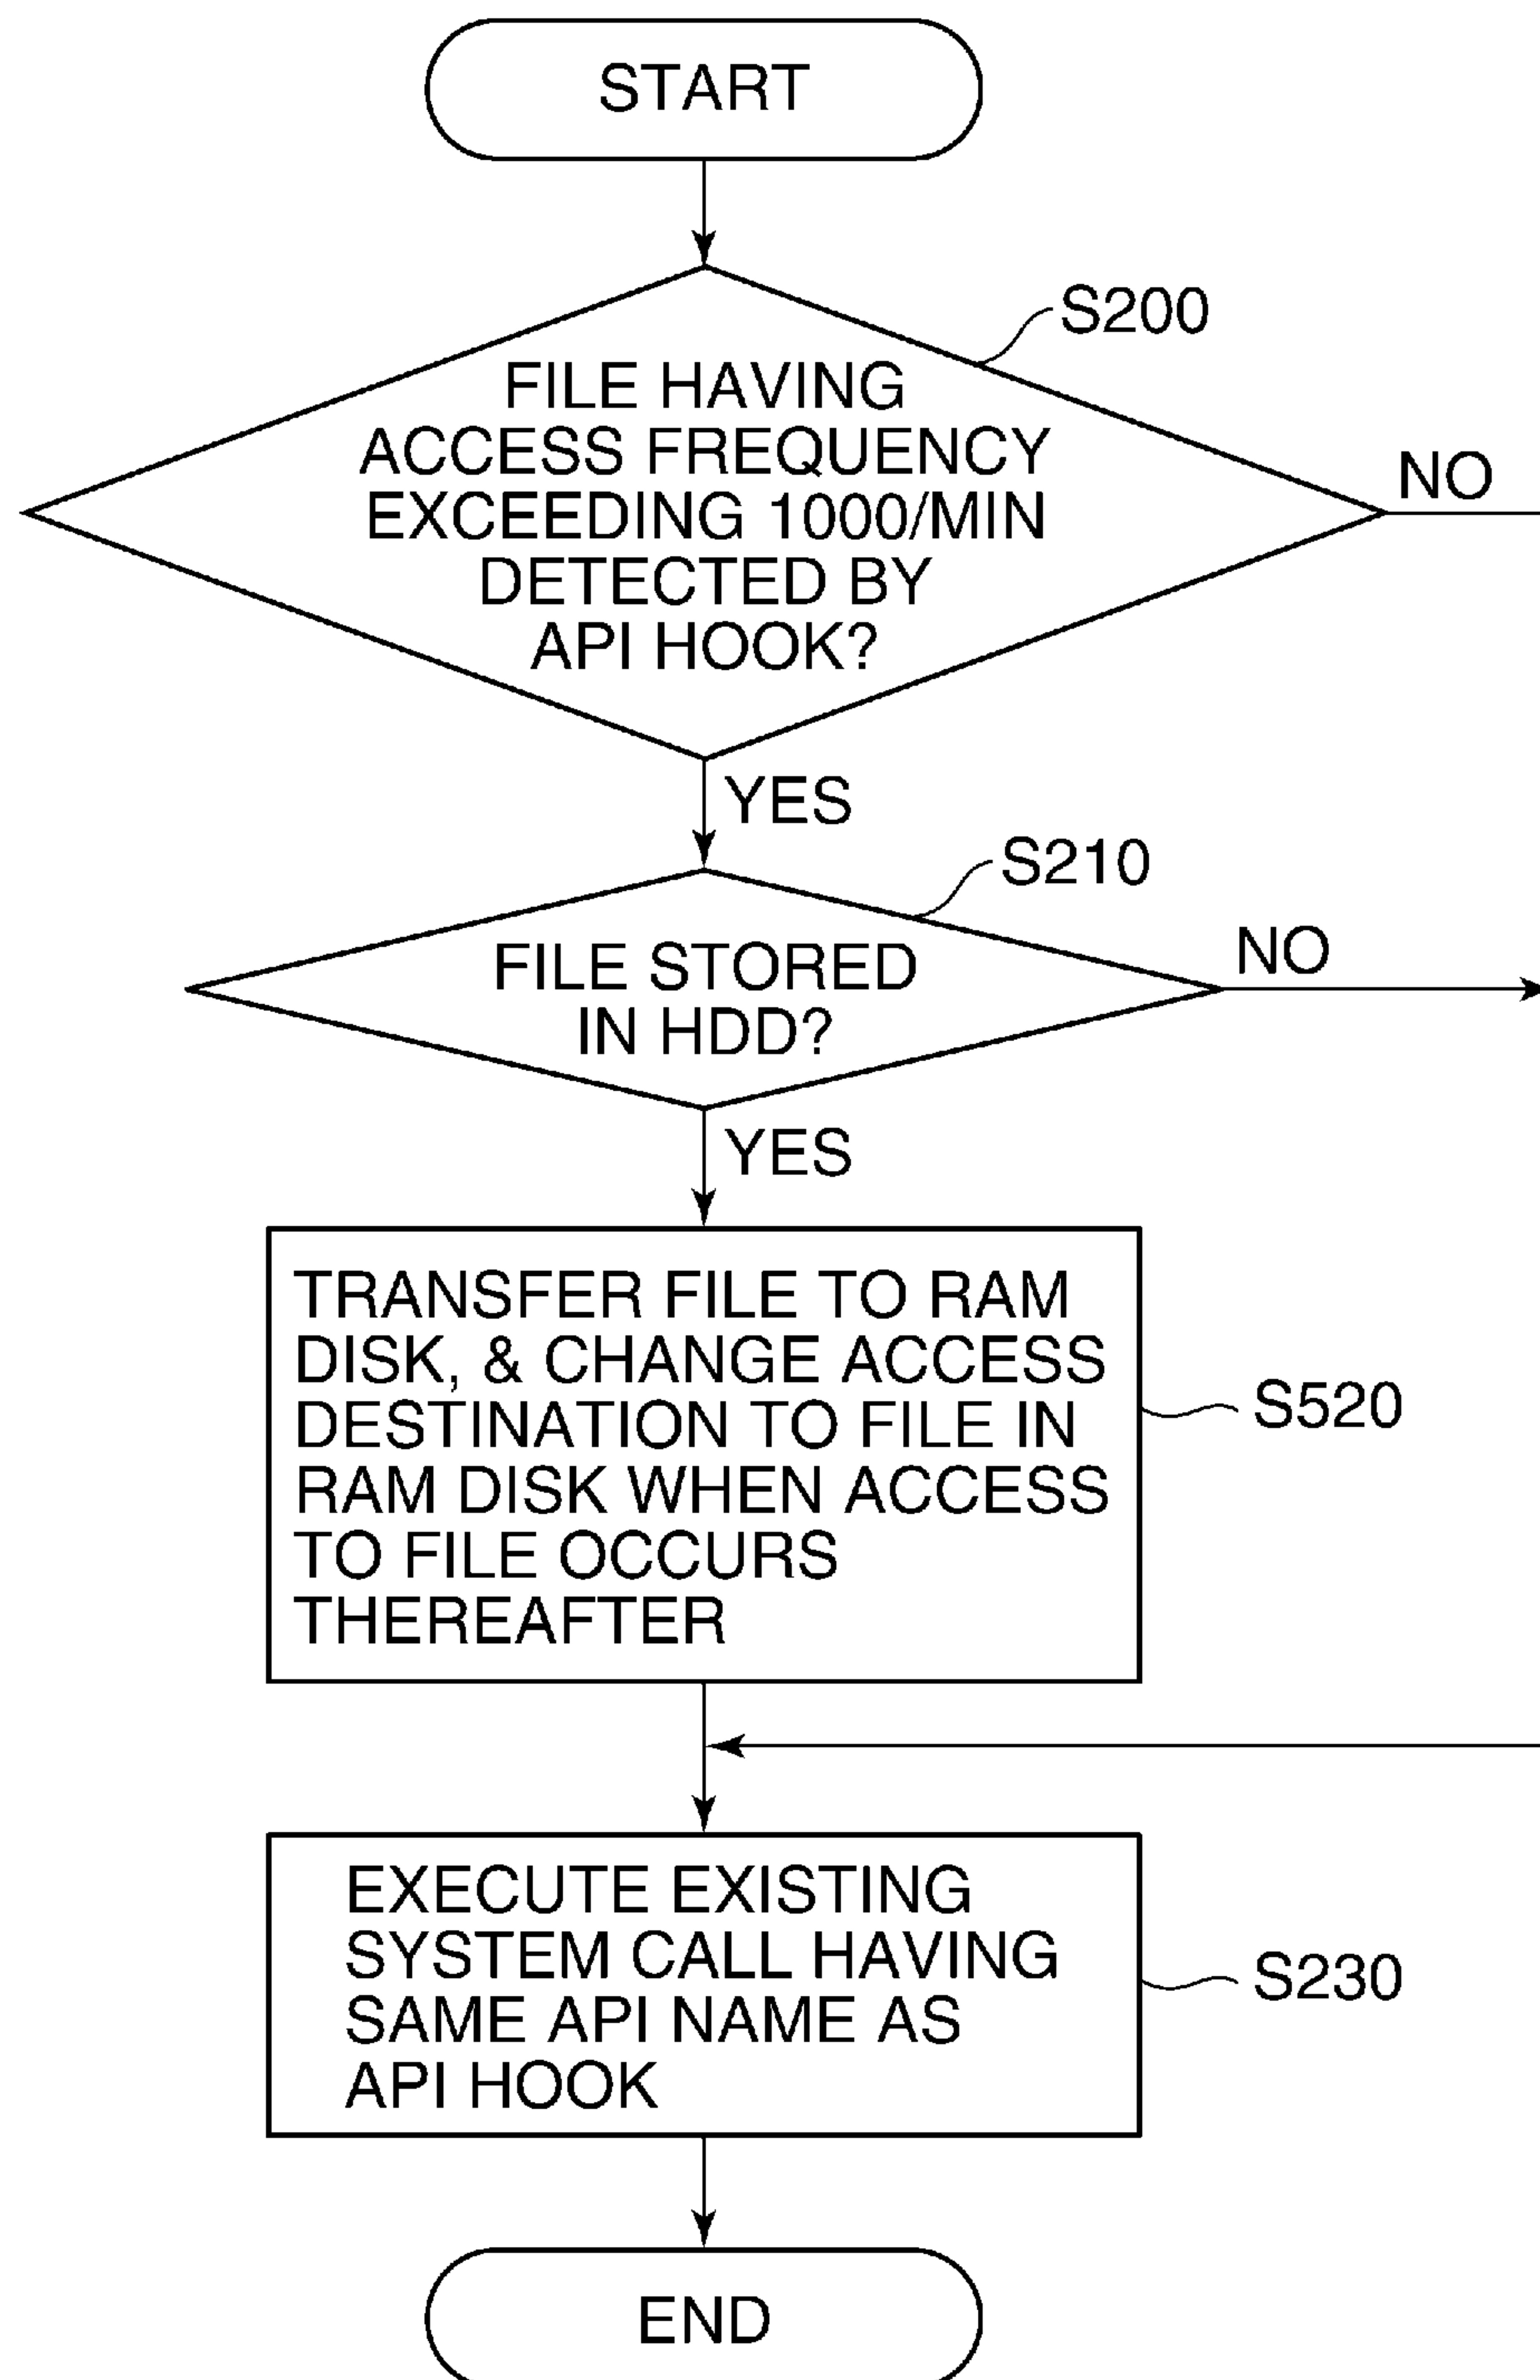 START
S200
FILE HAVING
ACCESS FREQUENCY
EXCEEDING 1000/MIN
DETECTED BY
API HOOK?
NO
YES
S210
FILE STORED
IN HDD?
NO
YES
TRANSFER FILE TO RAM
DISK, & CHANGE ACCESS
DESTINATION TO FILE IN
RAM DISK WHEN ACCESS
TO FILE OCCURS
THEREAFTER
S520
EXECUTE EXISTING
SYSTEM CALL HAVING
SAME API NAME AS
API HOOK
S230
END